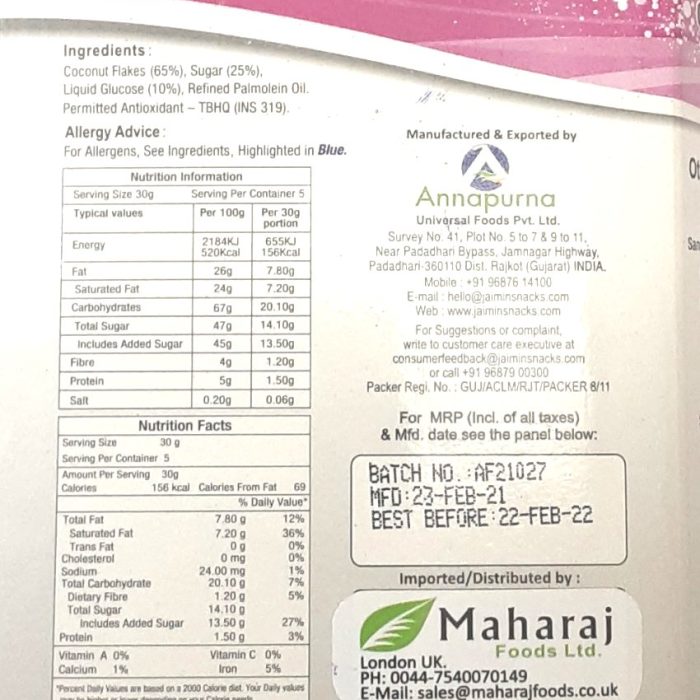 Ingredients :
Coconut Flakes (65%), Sugar (25%),
Liquid Glucose (10%), Refined Palmolein Oil.
Permitted Antioxidant – TBHQ (INS 319).
Allergy Advice :
For Allergens, See Ingredients, Highlighted in Blue.
Nutrition Information
Serving Size 30g Serving Per Container 5
Typical values Per 100g Per 30g portion
Energy 2184KJ 520Kcal 655KJ 156Kcal
Fat 26g 7.80g
Saturated Fat 24g 7.20g
Carbohydrates 67g 20.10g
Total Sugar 47g 14.10g
Includes Added Sugar 45g 13.50g
Fibre 4g 1.20g
Protein 5g 1.50g
Salt 0.20g 0.06g
Nutrition Facts
Serving Size 30 g
Serving Per Container 5
Amount Per Serving 30g
Calories 156 kcal Calories From Fat 69
% Daily Value*
Total Fat 7.80 g 12%
Saturated Fat 7.20 g 36%
Trans Fat 0 g 0%
Cholesterol 0 mg 0%
Sodium 24.00 mg 1%
Total Carbohydrate 20.10 g 7%
Dietary Fibre 1.20 g 5%
Total Sugar 14.10 g
Includes Added Sugar 13.50 g 27%
Protein 1.50 g 3%
Vitamin A 0% Vitamin C 0%
Calcium 1% Iron 5%
*Percent Daily Values are based on a 2000 Calorie diet. Your Daily values
Manufactured & Exported by
Annapurna
Universal Foods Pvt. Ltd.
Survey No. 41, Plot No. 5 to 7 & 9 to 11,
Near Padadhari Bypass, Jamnagar Highway,
Padadhari-360110 Dist. Rajkot (Gujarat) INDIA.
Mobile : +91 96876 14100
E-mail : hello@jaiminsnacks.com
Web : www.jaiminsnacks.com
For Suggestions or complaint,
write to customer care executive at
consumerfeedback@jaiminsnacks.com
or call +91 96879 00300
Packer Regi. No. : GUJ/ACLM/RJT/PACKER 8/11
For MRP (Incl. of all taxes)
& Mfd. date see the panel below:
BATCH NO. :AF21027
MFD:23-FEB-21
BEST BEFORE:22-FEB-22
Imported/Distributed by :
Maharaj
Foods Ltd.
London UK.
PH: 0044-7540070149
E-Mail: sales@maharajfoods.co.uk